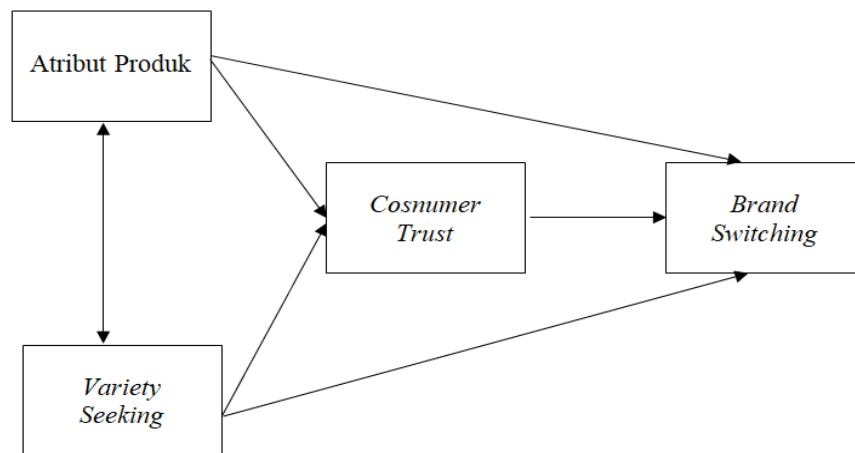 Atribut Produk
Cosnumer
Trust
Brand
Switching
Variety
Seeking